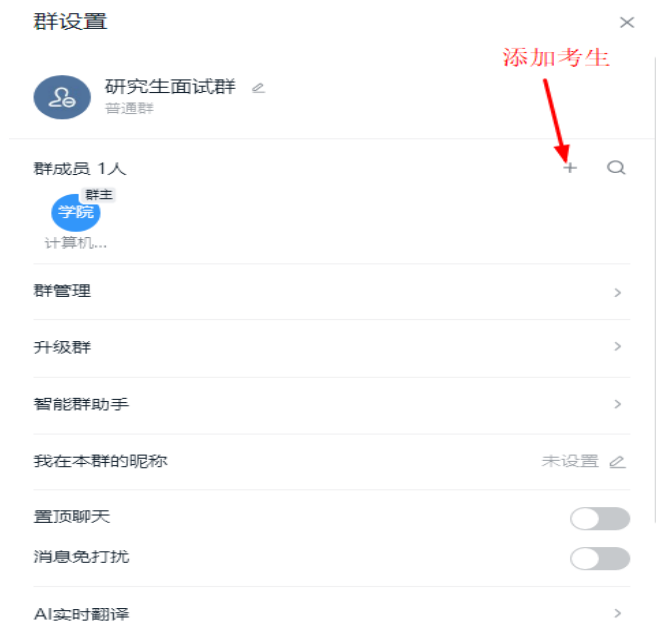 群设置
添加考生
研究生面试群
普通群
群成员 1人
群主
学院
计算机...
群管理
升级群
智能群助手
我在本群的昵称 未设置
置顶聊天
消息免打扰
AI实时翻译